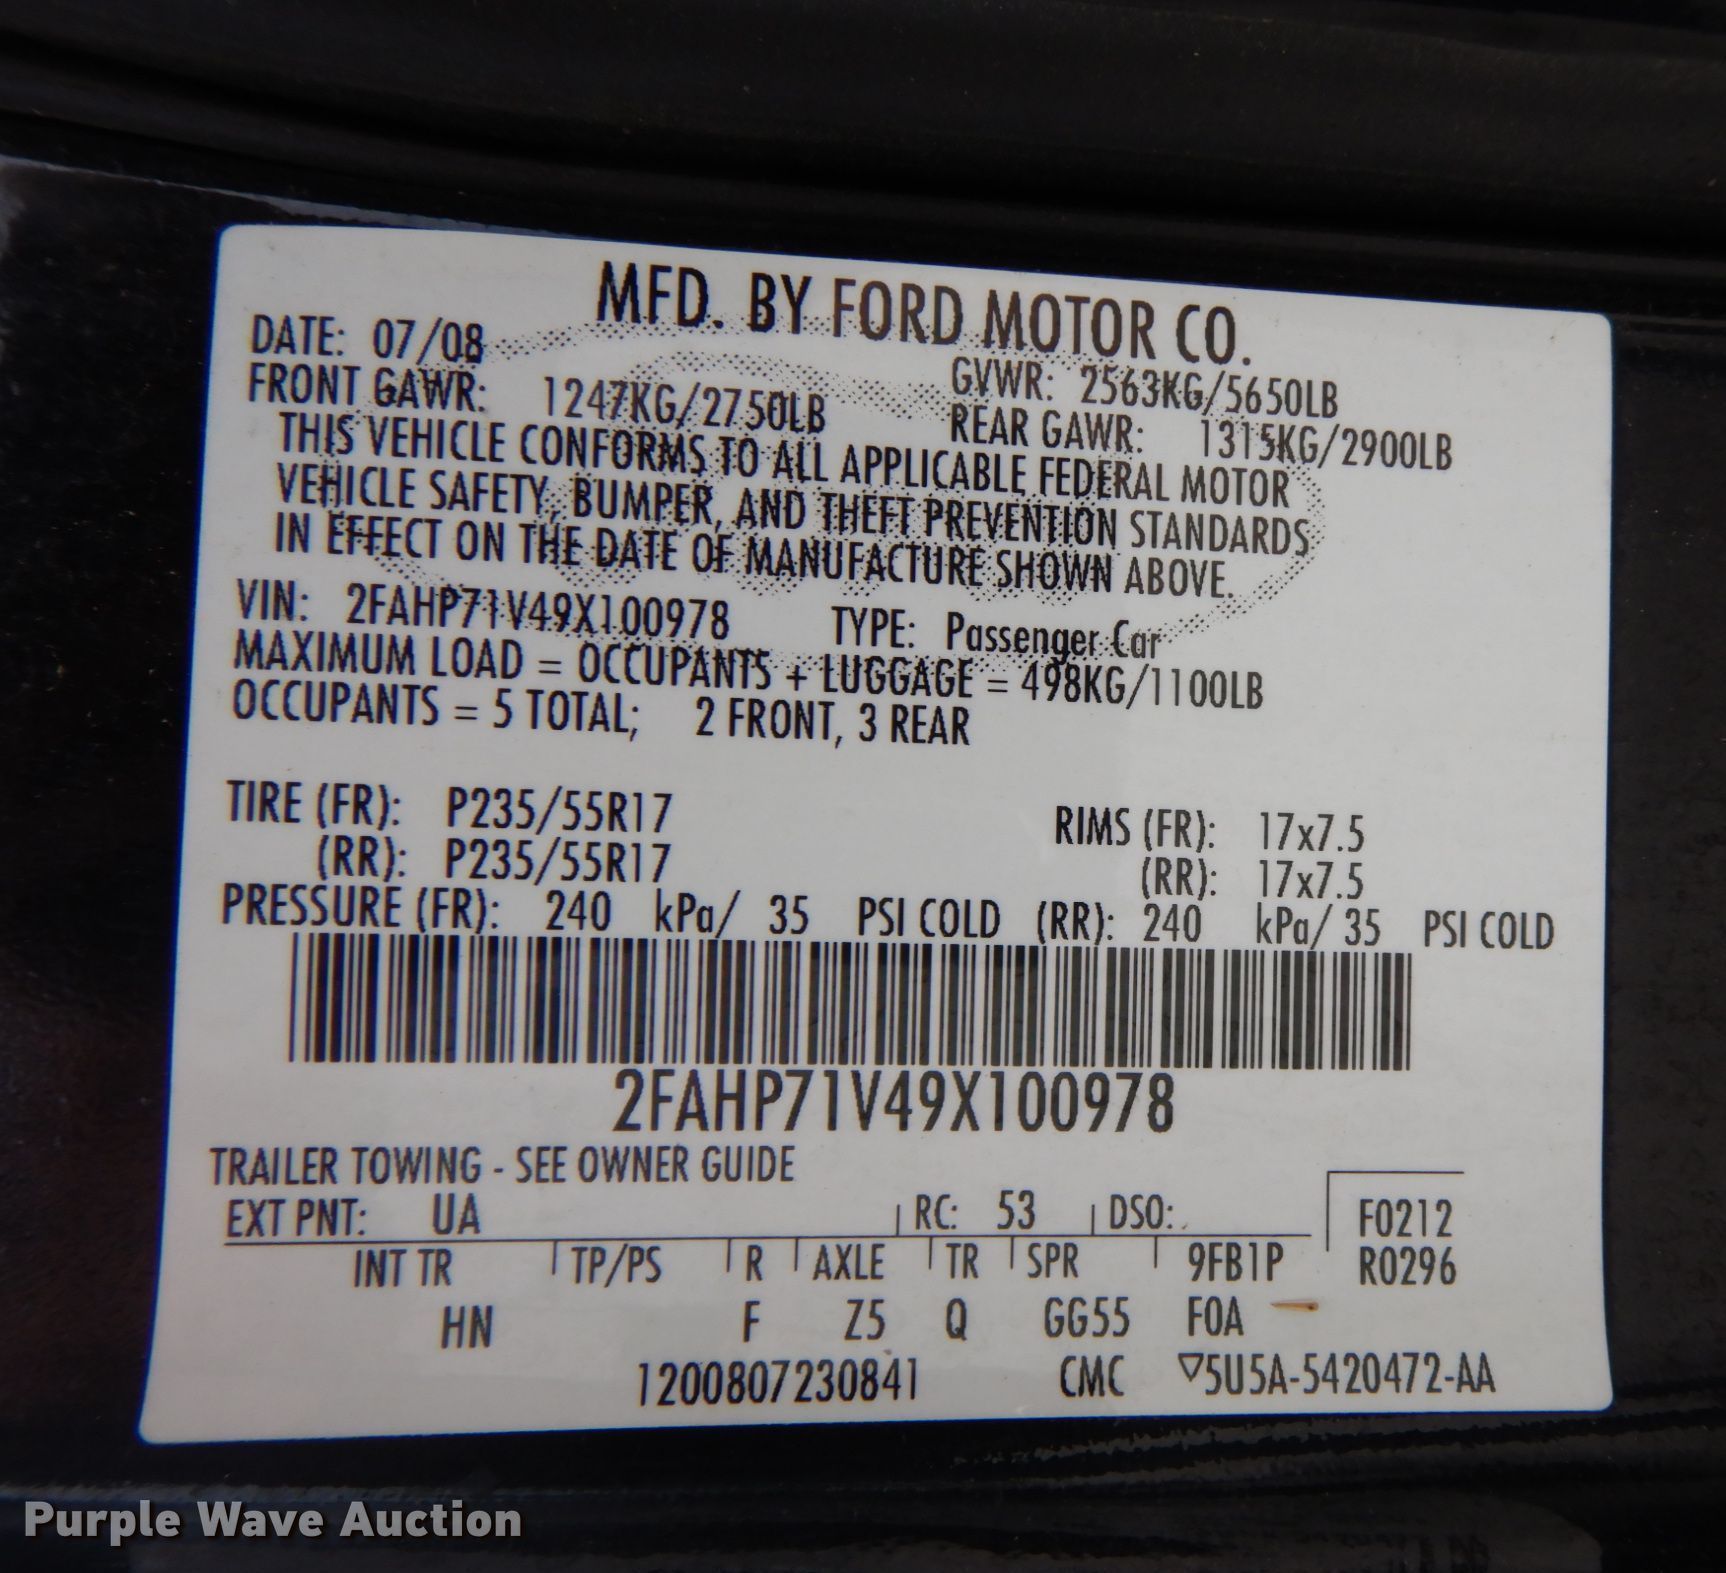 MFD. BY FORD MOTOR CO.
DATE: 07/08 GVWR: 2563KG/5650LB
FRONT GAWR: 1247KG/2750LB REAR GAWR: 1315KG/2900LB
THIS VEHICLE CONFORMS TO ALL APPLICABLE FEDERAL MOTOR
VEHICLE SAFETY, BUMPER, AND THEFT PREVENTION STANDARDS
IN EFFECT ON THE DATE OF MANUFACTURE SHOWN ABOVE.
VIN: 2FAHP71V49X100978 TYPE: Passenger Car
MAXIMUM LOAD = OCCUPANTS + LUGGAGE = 498KG/1100LB
OCCUPANTS = 5 TOTAL; 2 FRONT, 3 REAR
TIRE (FR): P235/55R17 RIMS (FR): 17x7.5
(RR): P235/55R17 (RR): 17x7.5
PRESSURE (FR): 240 kPa/ 35 PSI COLD (RR): 240 kPa/ 35 PSI COLD
2FAHP71V49X100978
TRAILER TOWING - SEE OWNER GUIDE
EXT PNT: UA RC: 53 DSO: F0212
INT TR TP/PS R AXLE TR SPR 9FB1P R0296
HN F Z5 Q GG55 F0A
1200807230841 CMC ▽5U5A-5420472-AA
Purple Wave Auction